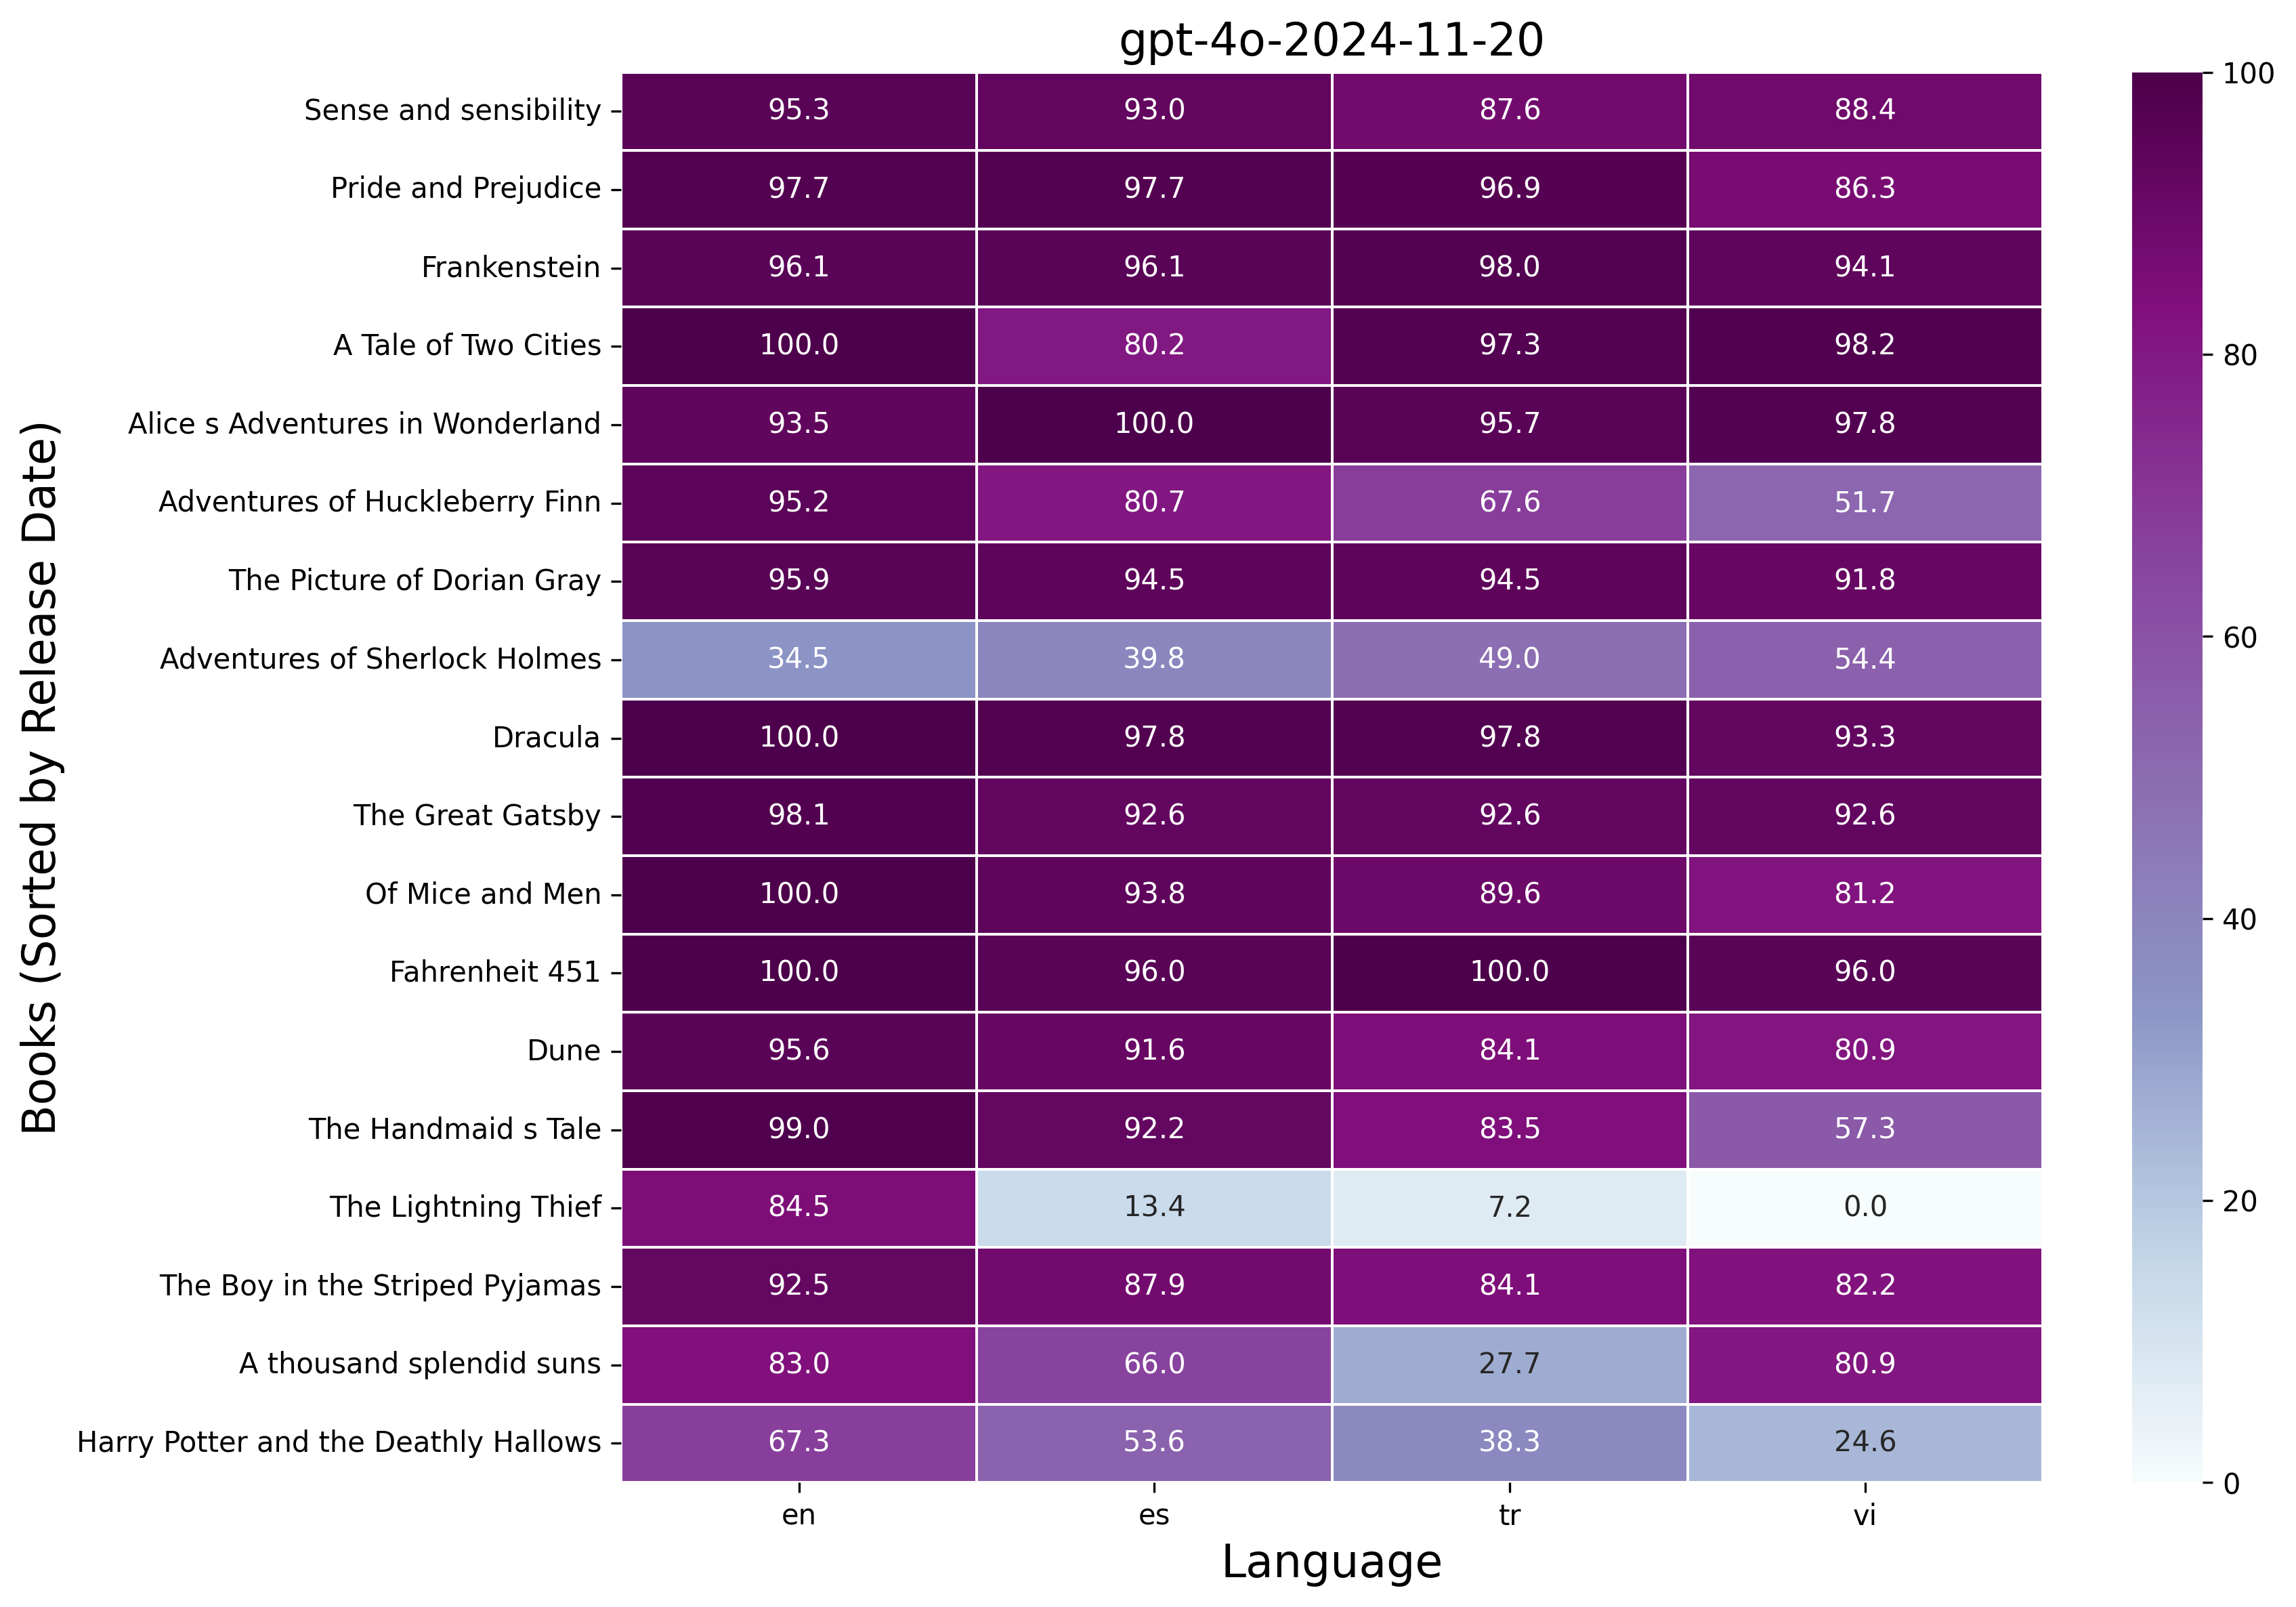 gpt-4o-2024-11-20
Books (Sorted by Release Date)
Sense and sensibility 95.3 93.0 87.6 88.4
Pride and Prejudice 97.7 97.7 96.9 86.3
Frankenstein 96.1 96.1 98.0 94.1
A Tale of Two Cities 100.0 80.2 97.3 98.2
Alice s Adventures in Wonderland 93.5 100.0 95.7 97.8
Adventures of Huckleberry Finn 95.2 80.7 67.6 51.7
The Picture of Dorian Gray 95.9 94.5 94.5 91.8
Adventures of Sherlock Holmes 34.5 39.8 49.0 54.4
Dracula 100.0 97.8 97.8 93.3
The Great Gatsby 98.1 92.6 92.6 92.6
Of Mice and Men 100.0 93.8 89.6 81.2
Fahrenheit 451 100.0 96.0 100.0 96.0
Dune 95.6 91.6 84.1 80.9
The Handmaid s Tale 99.0 92.2 83.5 57.3
The Lightning Thief 84.5 13.4 7.2 0.0
The Boy in the Striped Pyjamas 92.5 87.9 84.1 82.2
A thousand splendid suns 83.0 66.0 27.7 80.9
Harry Potter and the Deathly Hallows 67.3 53.6 38.3 24.6
en es tr vi
Language
100
80
60
40
20
0